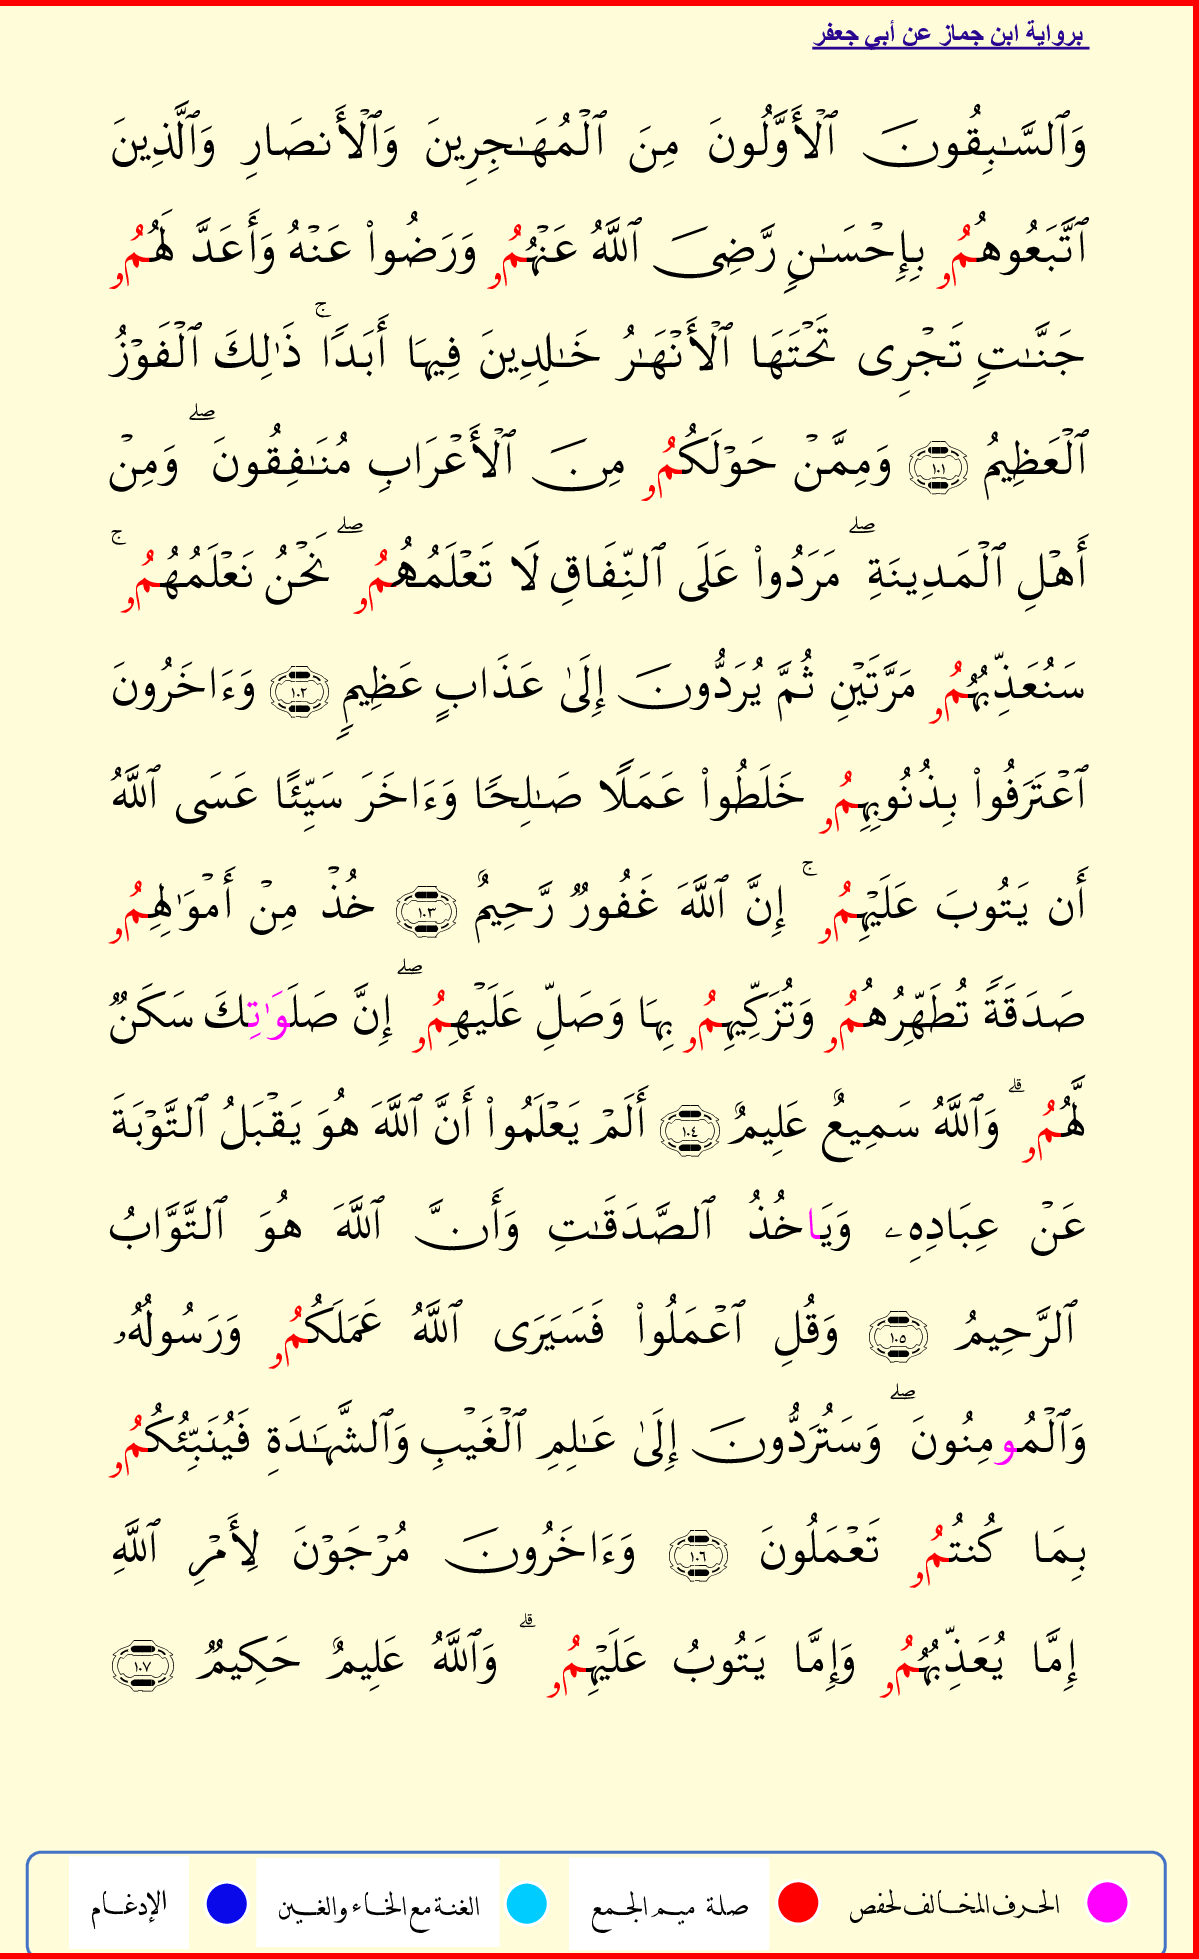 برواية ابن جماز عن أبي جعفر
وَٱلسَّـٰبِقُونَ ٱلْأَوَّلُونَ مِنَ ٱلْمُهَـٰجِرِينَ وَٱلْأَنصَارِ وَٱلَّذِينَ
ٱتَّبَعُوهُمُۥ بِإِحْسَـٰنٍ رَّضِىَ ٱللَّهُ عَنْهُمُۥ وَرَضُوا۟ عَنْهُ وَأَعَدَّ لَهُمُۥ
جَنَّـٰتٍ تَجْرِى تَحْتَهَا ٱلْأَنْهَـٰرُ خَـٰلِدِينَ فِيهَا أَبَدًا ۚ ذَٰلِكَ ٱلْفَوْزُ
ٱلْعَظِيمُ ١٠١ وَمِمَّنْ حَوْلَكُمُۥ مِنَ ٱلْأَعْرَابِ مُنَـٰفِقُونَ ۖ وَمِنْ
أَهْلِ ٱلْمَدِينَةِ ۖ مَرَدُوا۟ عَلَى ٱلنِّفَاقِ لَا تَعْلَمُهُمُۥ ۖ نَحْنُ نَعْلَمُهُمُۥ ۚ
سَنُعَذِّبُهُمُۥ مَرَّتَيْنِ ثُمَّ يُرَدُّونَ إِلَىٰ عَذَابٍ عَظِيمٍ ١٠٢ وَءَاخَرُونَ
ٱعْتَرَفُوا۟ بِذُنُوبِهِمُۥ خَلَطُوا۟ عَمَلًا صَـٰلِحًا وَءَاخَرَ سَيِّئًا عَسَى ٱللَّهُ
أَن يَتُوبَ عَلَيْهِمُۥ ۚ إِنَّ ٱللَّهَ غَفُورٌ رَّحِيمٌ ١٠٣ خُذْ مِنْ أَمْوَٰلِهِمُۥ
صَدَقَةً تُطَهِّرُهُمُۥ وَتُزَكِّيهِمُۥ بِهَا وَصَلِّ عَلَيْهِمُۥ ۖ إِنَّ صَلَوَٰتِكَ سَكَنٌ
لَّهُمُۥ ۗ وَٱللَّهُ سَمِيعٌ عَلِيمٌ ١٠٤ أَلَمْ يَعْلَمُوا۟ أَنَّ ٱللَّهَ هُوَ يَقْبَلُ ٱلتَّوْبَةَ
عَنْ عِبَادِهِۦ وَيَاخُذُ ٱلصَّدَقَـٰتِ وَأَنَّ ٱللَّهَ هُوَ ٱلتَّوَّابُ
ٱلرَّحِيمُ ١٠٥ وَقُلِ ٱعْمَلُوا۟ فَسَيَرَى ٱللَّهُ عَمَلَكُمُۥ وَرَسُولُهُۥ
وَٱلْمُومِنُونَ ۖ وَسَتُرَدُّونَ إِلَىٰ عَـٰلِمِ ٱلْغَيْبِ وَٱلشَّهَـٰدَةِ فَيُنَبِّئُكُمُۥ
بِمَا كُنتُمُۥ تَعْمَلُونَ ١٠٦ وَءَاخَرُونَ مُرْجَوْنَ لِأَمْرِ ٱللَّهِ
إِمَّا يُعَذِّبُهُمُۥ وَإِمَّا يَتُوبُ عَلَيْهِمُۥ ۗ وَٱللَّهُ عَلِيمٌ حَكِيمٌ ١٠٧
الحرف المخالف لحفص صلة ميم الجمع الغنة مع الخاء والغين الإدغام